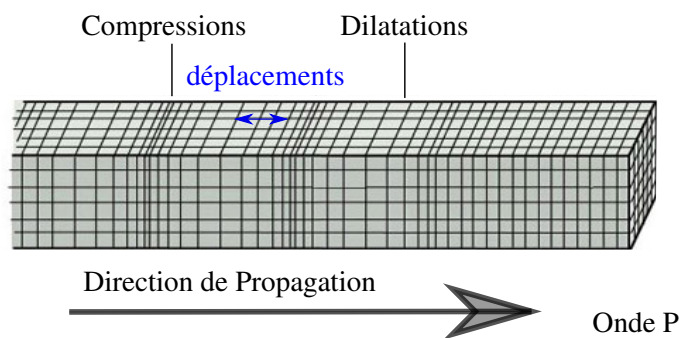 Compressions
Dilatations
déplacements
Direction de Propagation
Onde P